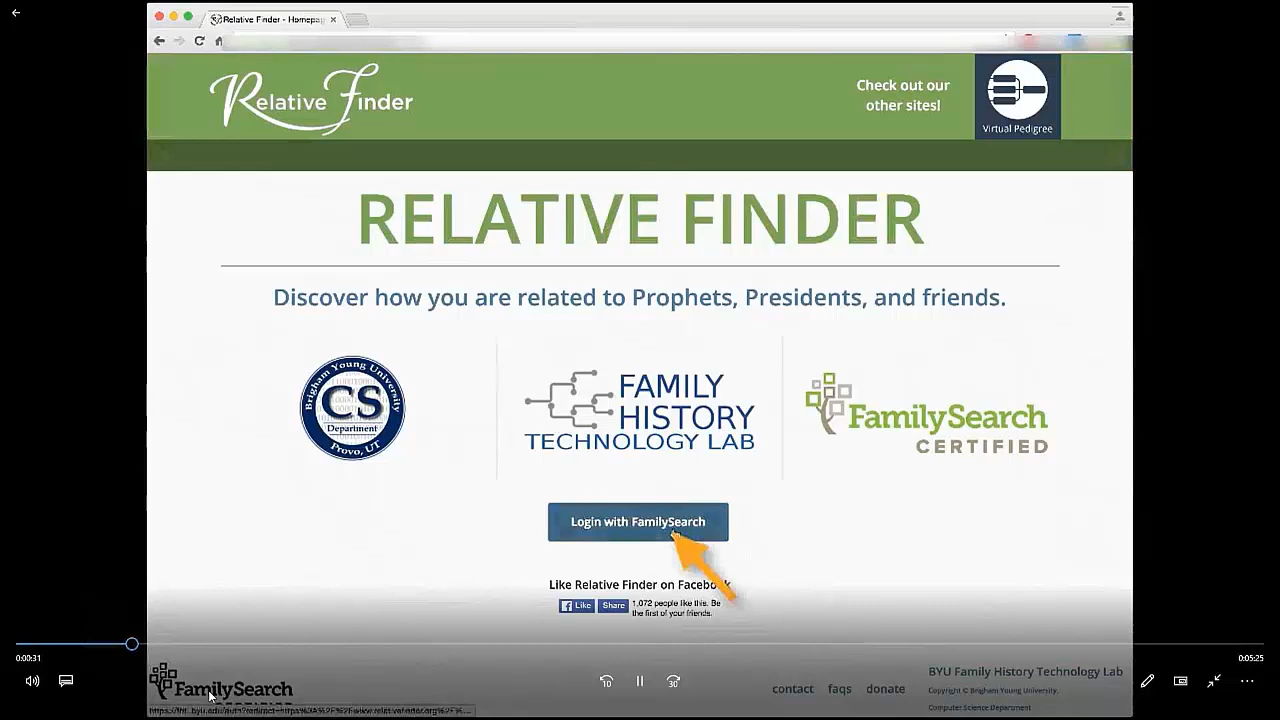 Relative Finder - Homepag
Relative Finder
Check out our
other sites!
Virtual Pedigree
RELATIVE FINDER
Discover how you are related to Prophets, Presidents, and friends.
Brigham Young University
CS
Department
Provo, UT
FAMILY
HISTORY
TECHNOLOGY LAB
FamilySearch
CERTIFIED
Login with FamilySearch
Like Relative Finder on Facebook
Like Share 1,072 people like this. Be
the first of your friends.
0:00:31
0:05:25
10
30
FamilySearch
contact faqs donate
BYU Family History Technology Lab
Copyright © Brigham Young University.
Computer Science Department